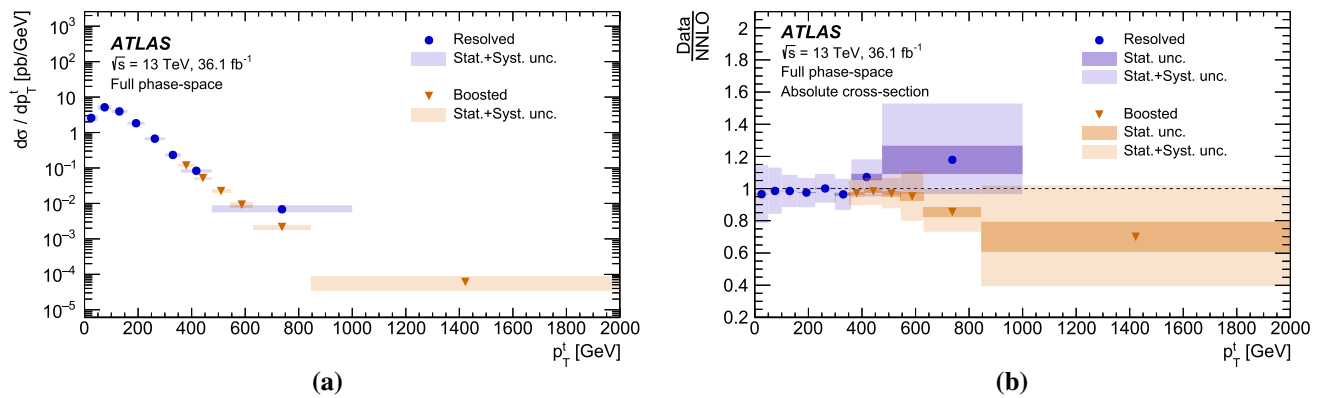 dσ / dp_T^t [pb/GeV]
10³
10²
10
1
10⁻¹
10⁻²
10⁻³
10⁻⁴
10⁻⁵
ATLAS
√s = 13 TeV, 36.1 fb⁻¹
Full phase-space
Resolved
Stat.+Syst. unc.
Boosted
Stat.+Syst. unc.
0 200 400 600 800 1000 1200 1400 1600 1800 2000
p_T^t [GeV]
(a)
Data
NNLO
2
1.8
1.6
1.4
1.2
1
0.8
0.6
0.4
0.2
ATLAS
√s = 13 TeV, 36.1 fb⁻¹
Full phase-space
Absolute cross-section
Resolved
Stat. unc.
Stat.+Syst. unc.
Boosted
Stat. unc.
Stat.+Syst. unc.
0 200 400 600 800 1000 1200 1400 1600 1800 2000
p_T^t [GeV]
(b)